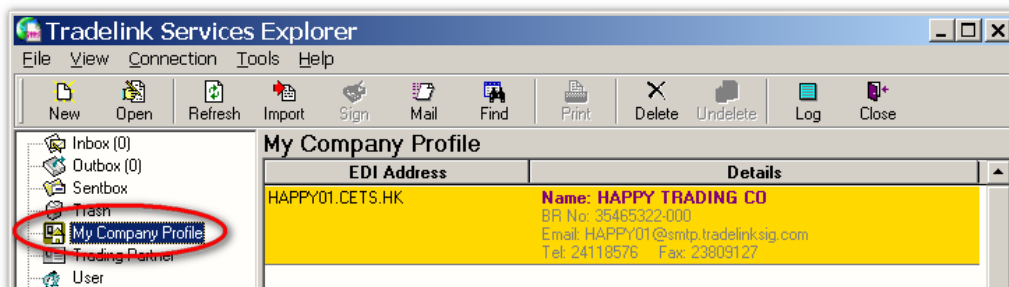 Tradelink Services Explorer
File View Connection Tools Help
New Open Refresh Import Sign Mail Find Print Delete Undelete Log Close
Inbox (0)
Outbox (0)
Sentbox
Trash
My Company Profile
Trading Partner
User
My Company Profile
EDI Address Details
HAPPY01.CETS.HK Name: HAPPY TRADING CO
BR No: 35465322-000
Email: HAPPY01@smtp.tradelinksig.com
Tel: 24118576 Fax: 23809127